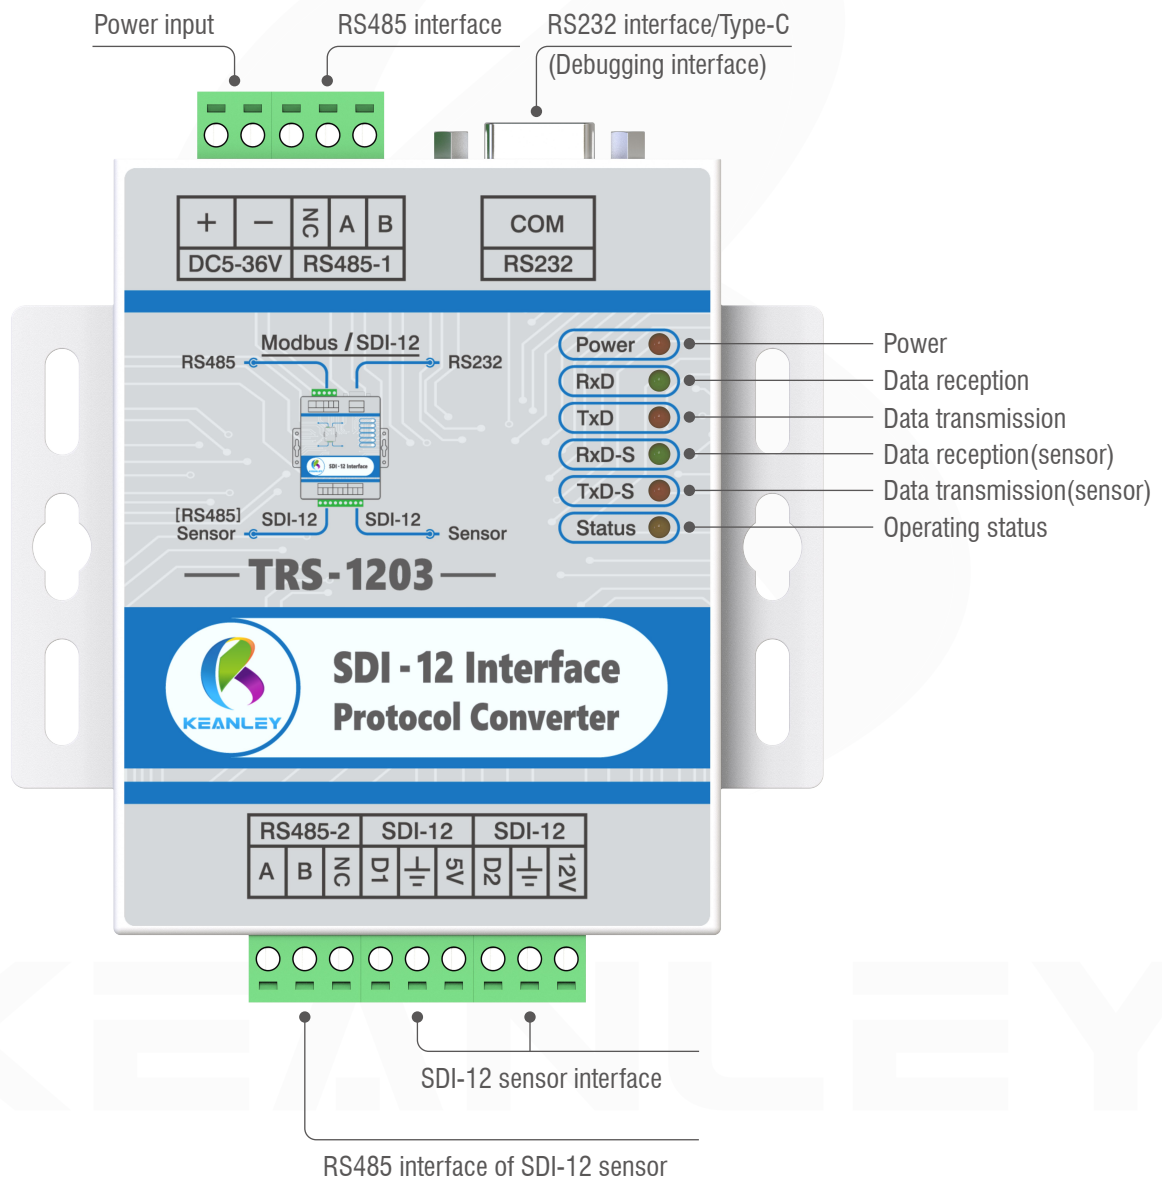 Power input
RS485 interface
RS232 interface/Type-C
(Debugging interface)
+ − NC A B
DC5-36V RS485-1
COM
RS232
Modbus / SDI-12
RS485
RS232
SDI-12 Interface
[RS485]
Sensor
SDI-12
SDI-12
Sensor
TRS-1203
Power
RxD
TxD
RxD-S
TxD-S
Status
Power
Data reception
Data transmission
Data reception(sensor)
Data transmission(sensor)
Operating status
KEANLEY
SDI-12 Interface
Protocol Converter
RS485-2 SDI-12 SDI-12
A B NC D1 5V D2 12V
SDI-12 sensor interface
RS485 interface of SDI-12 sensor
KEANLEY